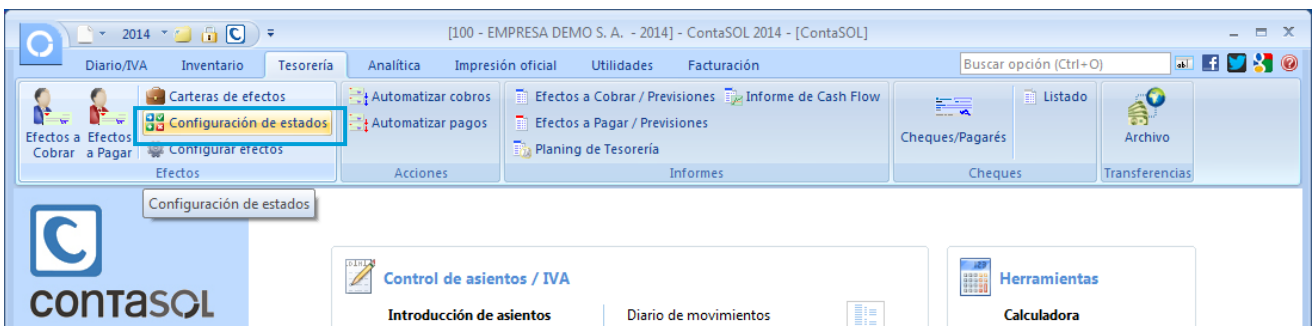 2014
[100 - EMPRESA DEMO S. A.  - 2014] - ContaSOL 2014 - [ContaSOL]
Diario/IVA Inventario Tesorería Analítica Impresión oficial Utilidades Facturación Buscar opción (Ctrl+O)
Efectos a Cobrar
Efectos a Pagar
Carteras de efectos
Configuración de estados
Configurar efectos
Efectos
Automatizar cobros
Automatizar pagos
Acciones
Efectos a Cobrar / Previsiones
Informe de Cash Flow
Efectos a Pagar / Previsiones
Planing de Tesorería
Informes
Cheques/Pagarés
Listado
Cheques
Archivo
Transferencias
Configuración de estados
C
contasol
Control de asientos / IVA
Introducción de asientos
Diario de movimientos
Herramientas
Calculadora